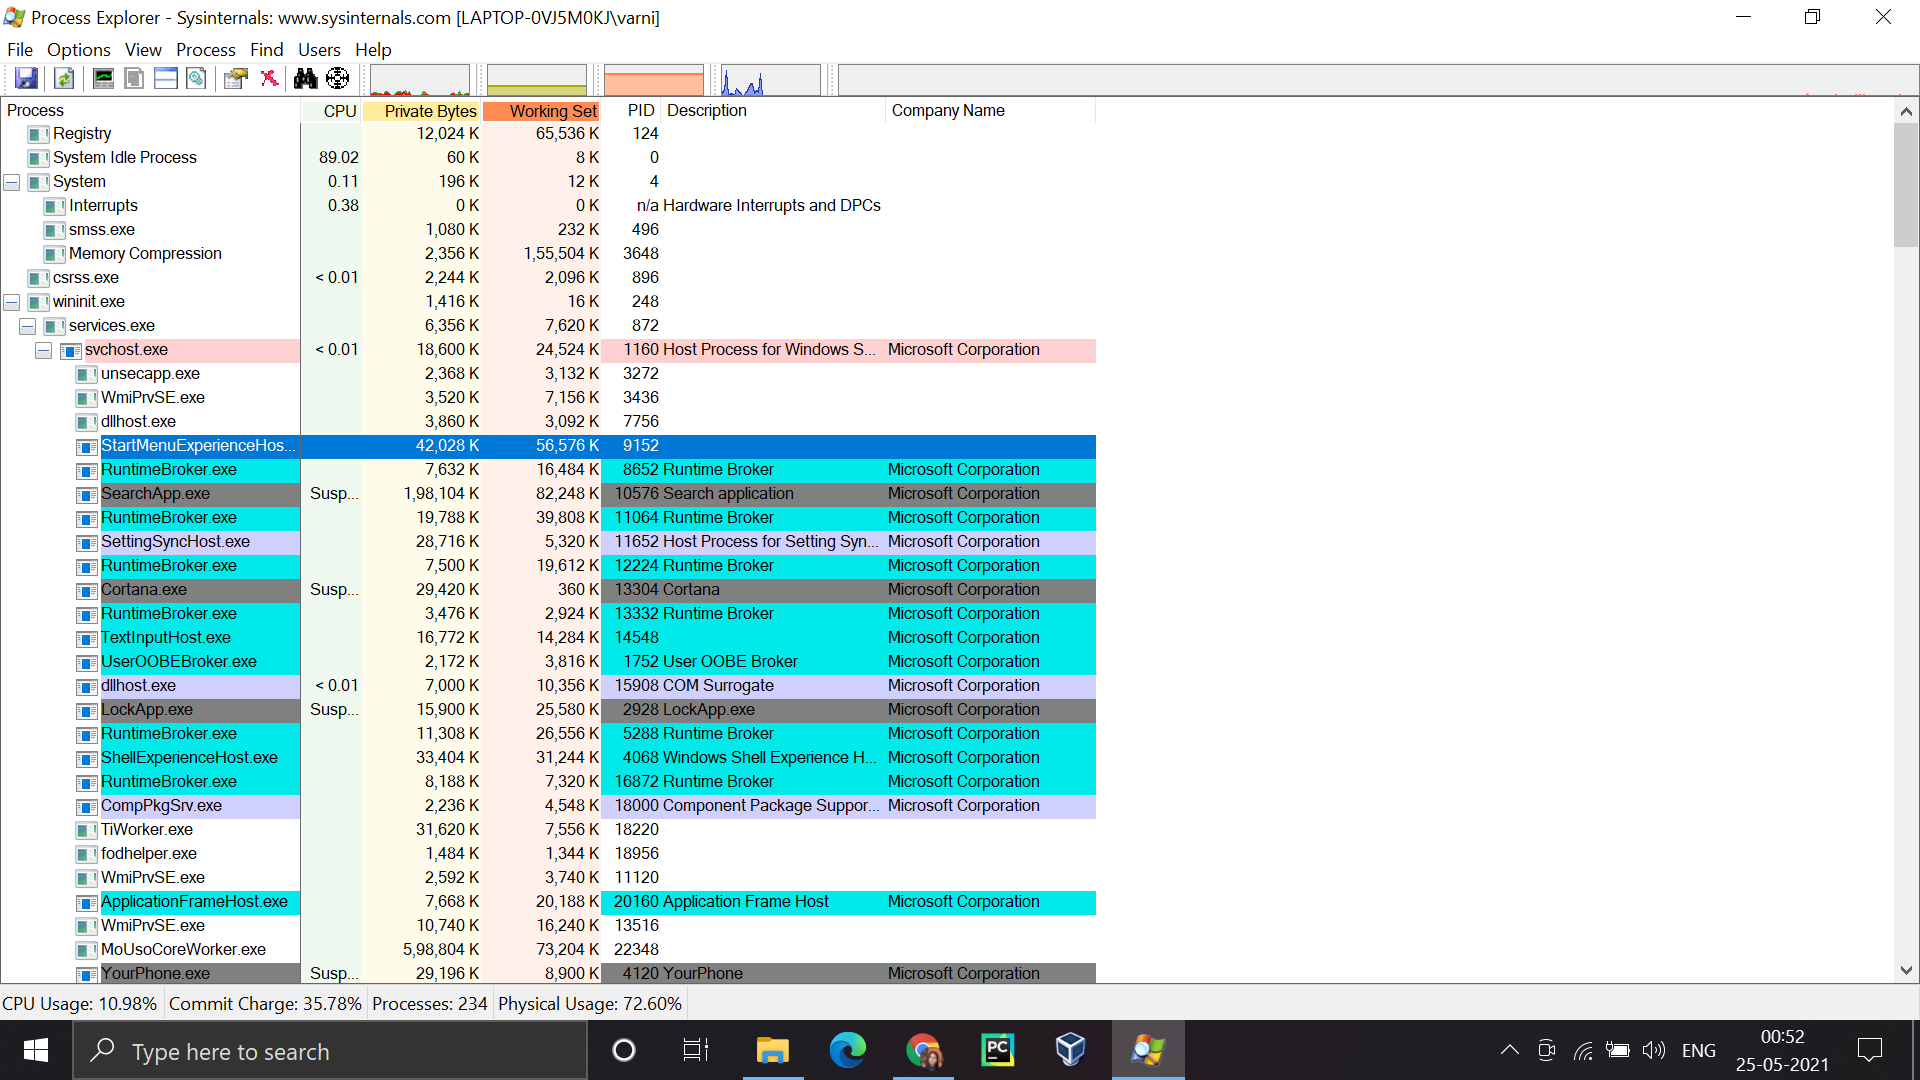 Process Explorer - Sysinternals: www.sysinternals.com [LAPTOP-0VJ5M0KJ\varni]
File Options View Process Find Users Help
Process CPU Private Bytes Working Set PID Description Company Name
Registry 12,024 K 65,536 K 124
System Idle Process 89.02 60 K 8 K 0
System 0.11 196 K 12 K 4
Interrupts 0.38 0 K 0 K n/a Hardware Interrupts and DPCs
smss.exe 1,080 K 232 K 496
Memory Compression 2,356 K 1,55,504 K 3648
csrss.exe < 0.01 2,244 K 2,096 K 896
wininit.exe 1,416 K 16 K 248
services.exe 6,356 K 7,620 K 872
svchost.exe < 0.01 18,600 K 24,524 K 1160 Host Process for Windows S... Microsoft Corporation
unsecapp.exe 2,368 K 3,132 K 3272
WmiPrvSE.exe 3,520 K 7,156 K 3436
dllhost.exe 3,860 K 3,092 K 7756
StartMenuExperienceHos... 42,028 K 56,576 K 9152
RuntimeBroker.exe 7,632 K 16,484 K 8652 Runtime Broker Microsoft Corporation
SearchApp.exe Susp... 1,98,104 K 82,248 K 10576 Search application Microsoft Corporation
RuntimeBroker.exe 19,788 K 39,808 K 11064 Runtime Broker Microsoft Corporation
SettingSyncHost.exe 28,716 K 5,320 K 11652 Host Process for Setting Syn... Microsoft Corporation
RuntimeBroker.exe 7,500 K 19,612 K 12224 Runtime Broker Microsoft Corporation
Cortana.exe Susp... 29,420 K 360 K 13304 Cortana Microsoft Corporation
RuntimeBroker.exe 3,476 K 2,924 K 13332 Runtime Broker Microsoft Corporation
TextInputHost.exe 16,772 K 14,284 K 14548 Microsoft Corporation
UserOOBEBroker.exe 2,172 K 3,816 K 1752 User OOBE Broker Microsoft Corporation
dllhost.exe < 0.01 7,000 K 10,356 K 15908 COM Surrogate Microsoft Corporation
LockApp.exe Susp... 15,900 K 25,580 K 2928 LockApp.exe Microsoft Corporation
RuntimeBroker.exe 11,308 K 26,556 K 5288 Runtime Broker Microsoft Corporation
ShellExperienceHost.exe 33,404 K 31,244 K 4068 Windows Shell Experience H... Microsoft Corporation
RuntimeBroker.exe 8,188 K 7,320 K 16872 Runtime Broker Microsoft Corporation
CompPkgSrv.exe 2,236 K 4,548 K 18000 Component Package Suppor... Microsoft Corporation
TiWorker.exe 31,620 K 7,556 K 18220
fodhelper.exe 1,484 K 1,344 K 18956
WmiPrvSE.exe 2,592 K 3,740 K 11120
ApplicationFrameHost.exe 7,668 K 20,188 K 20160 Application Frame Host Microsoft Corporation
WmiPrvSE.exe 10,740 K 16,240 K 13516
MoUsoCoreWorker.exe 5,98,804 K 73,204 K 22348
YourPhone.exe Susp... 29,196 K 8,900 K 4120 YourPhone Microsoft Corporation
CPU Usage: 10.98% Commit Charge: 35.78% Processes: 234 Physical Usage: 72.60%
Type here to search
PC
ENG
00:52
25-05-2021